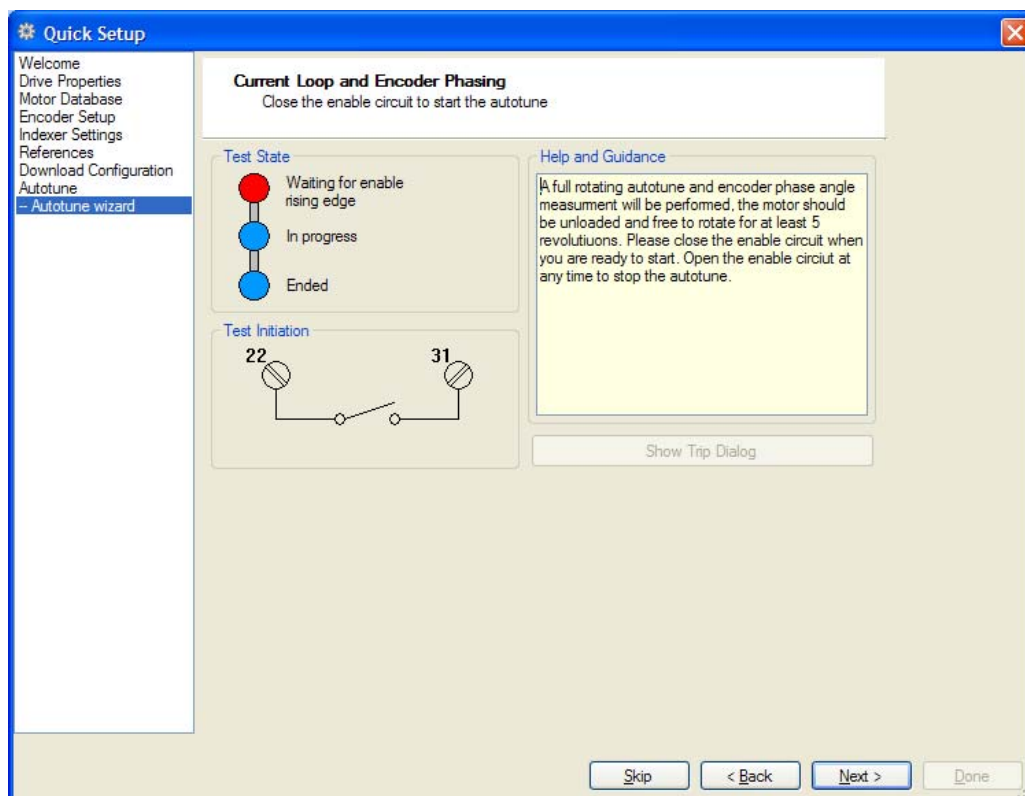 Quick Setup
Welcome
Drive Properties
Motor Database
Encoder Setup
Indexer Settings
References
Download Configuration
Autotune
-- Autotune wizard
Current Loop and Encoder Phasing
Close the enable circuit to start the autotune
Test State
Waiting for enable
rising edge
In progress
Ended
Test Initiation
22
31
Help and Guidance
A full rotating autotune and encoder phase angle
measurment will be performed, the motor should
be unloaded and free to rotate for at least 5
revolutiuons. Please close the enable circuit when
you are ready to start. Open the enable circiut at
any time to stop the autotune.
Show Trip Dialog
Skip
< Back
Next >
Done